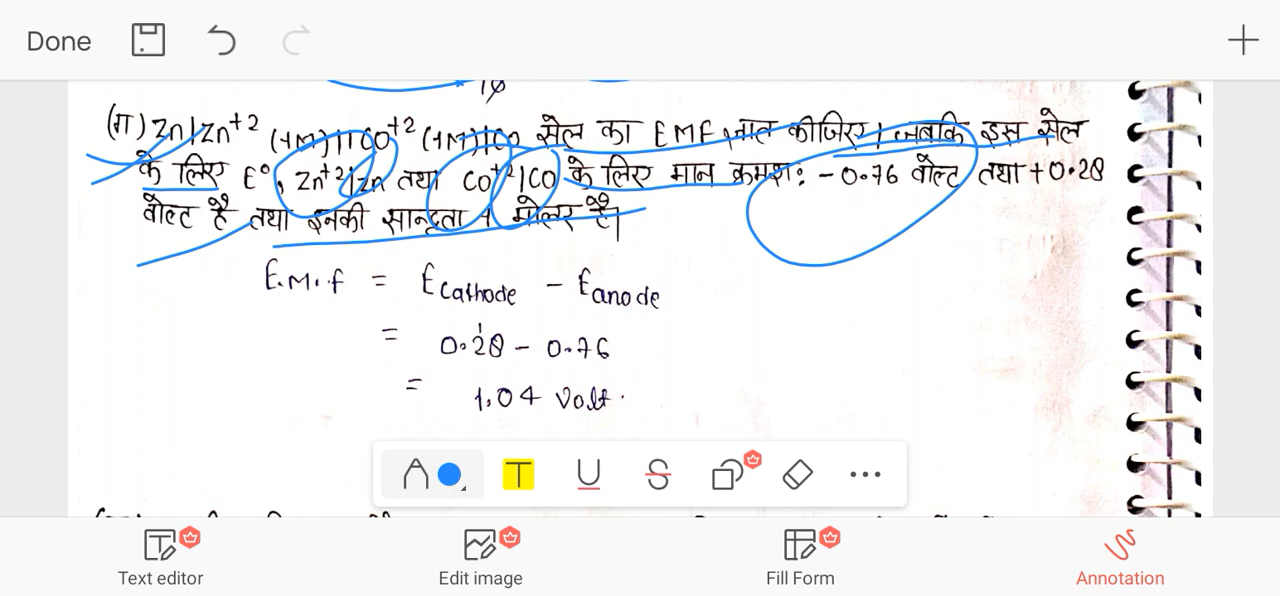 Done
(ग) Zn/Zn+2 (1M)||CO+2 (1M)|CO सेल का EMF ज्ञात कीजिए। जबकि इस सेल
के लिए E°, Zn+2/Zn तथा CO+2/CO के लिए मान क्रमशः -0.76 वोल्ट तथा +0.28
वोल्ट है तथा इनकी सान्द्रता 1 मोलर है।
E.M.f = Ecathode - Eanode
= 0.28 - 0.76
= 1.04 Volt.
T U S
Text editor
Edit image
Fill Form
Annotation